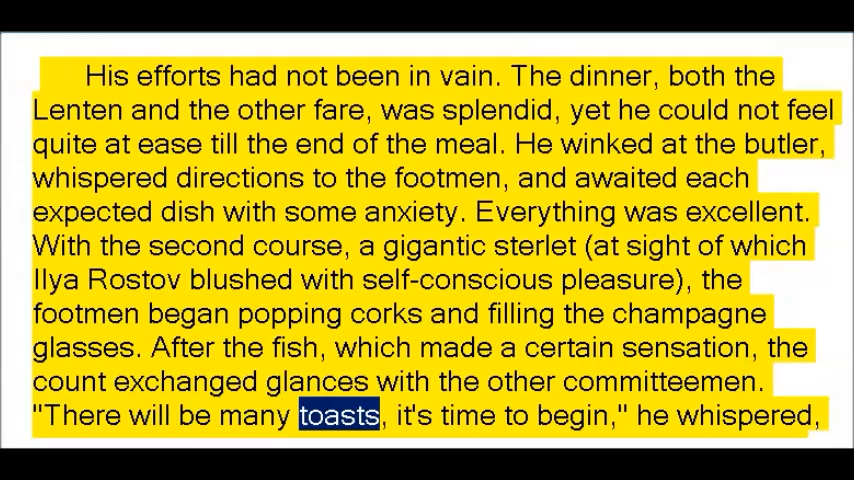 His efforts had not been in vain. The dinner, both the
Lenten and the other fare, was splendid, yet he could not feel
quite at ease till the end of the meal. He winked at the butler,
whispered directions to the footmen, and awaited each
expected dish with some anxiety. Everything was excellent.
With the second course, a gigantic sterlet (at sight of which
Ilya Rostov blushed with self-conscious pleasure), the
footmen began popping corks and filling the champagne
glasses. After the fish, which made a certain sensation, the
count exchanged glances with the other committeemen.
"There will be many toasts, it's time to begin," he whispered,